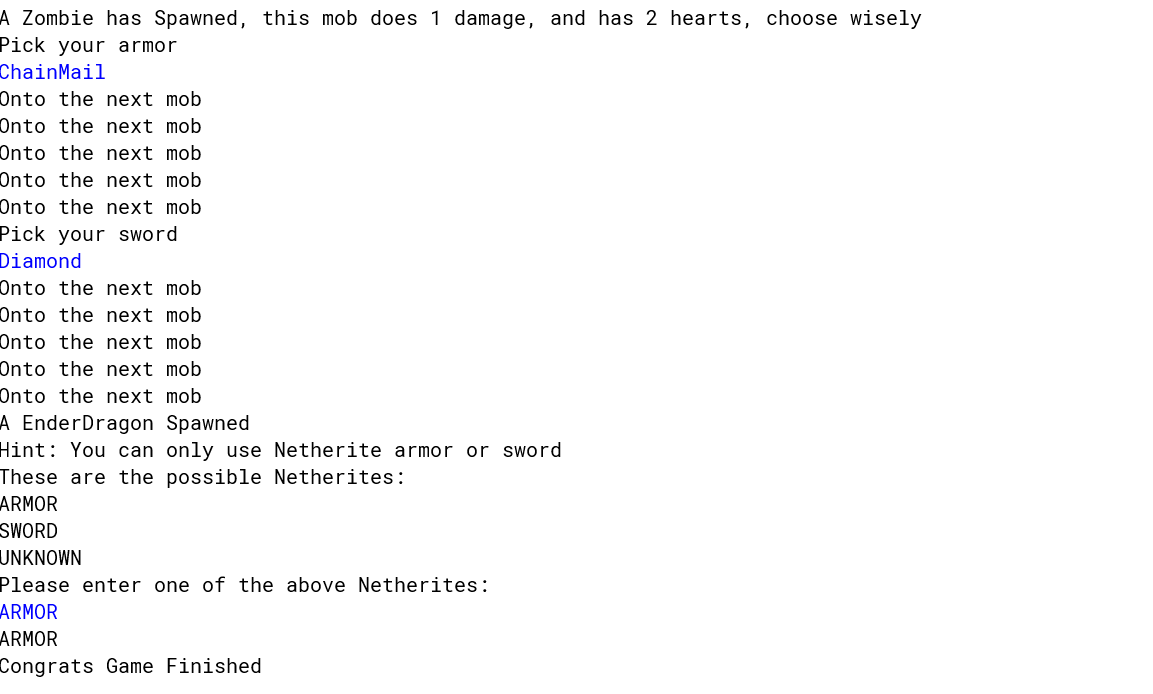 A Zombie has Spawned, this mob does 1 damage, and has 2 hearts, choose wisely
Pick your armor
ChainMail
Onto the next mob
Onto the next mob
Onto the next mob
Onto the next mob
Onto the next mob
Pick your sword
Diamond
Onto the next mob
Onto the next mob
Onto the next mob
Onto the next mob
Onto the next mob
A EnderDragon Spawned
Hint: You can only use Netherite armor or sword
These are the possible Netherites:
ARMOR
SWORD
UNKNOWN
Please enter one of the above Netherites:
ARMOR
ARMOR
Congrats Game Finished